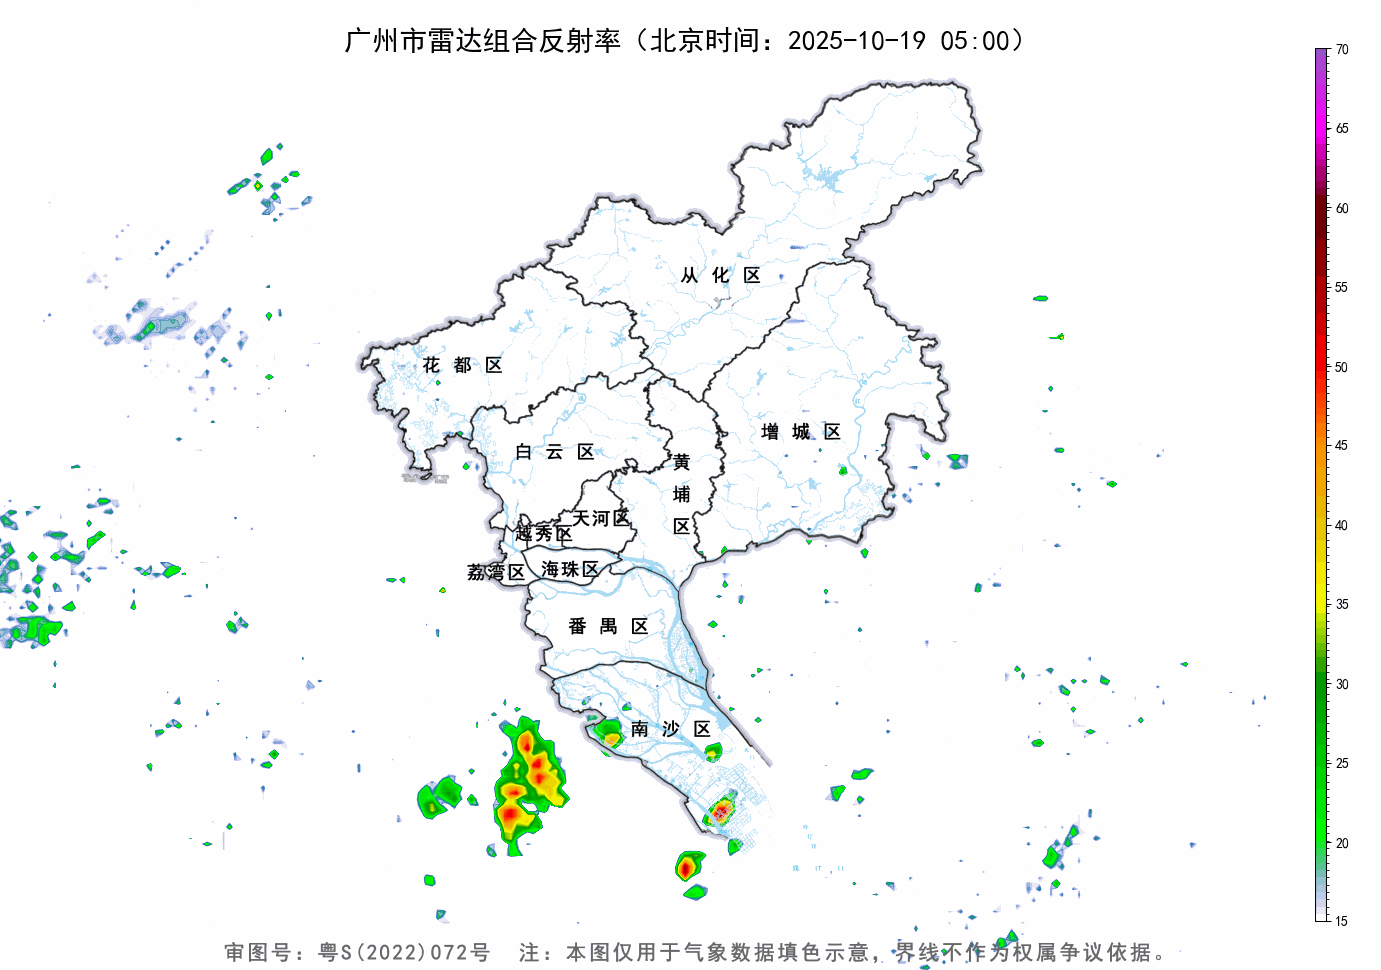 广州市雷达组合反射率（北京时间：2025-10-19 05:00）
70
65
60
55
50
45
40
35
30
25
20
15
从化区
花都区
增城区
白云区
黄埔区
天河区
越秀区
海珠区
荔湾区
番禺区
南沙区
审图号：粤S(2022)072号 注：本图仅用于气象数据填色示意，界线不作为权属争议依据。